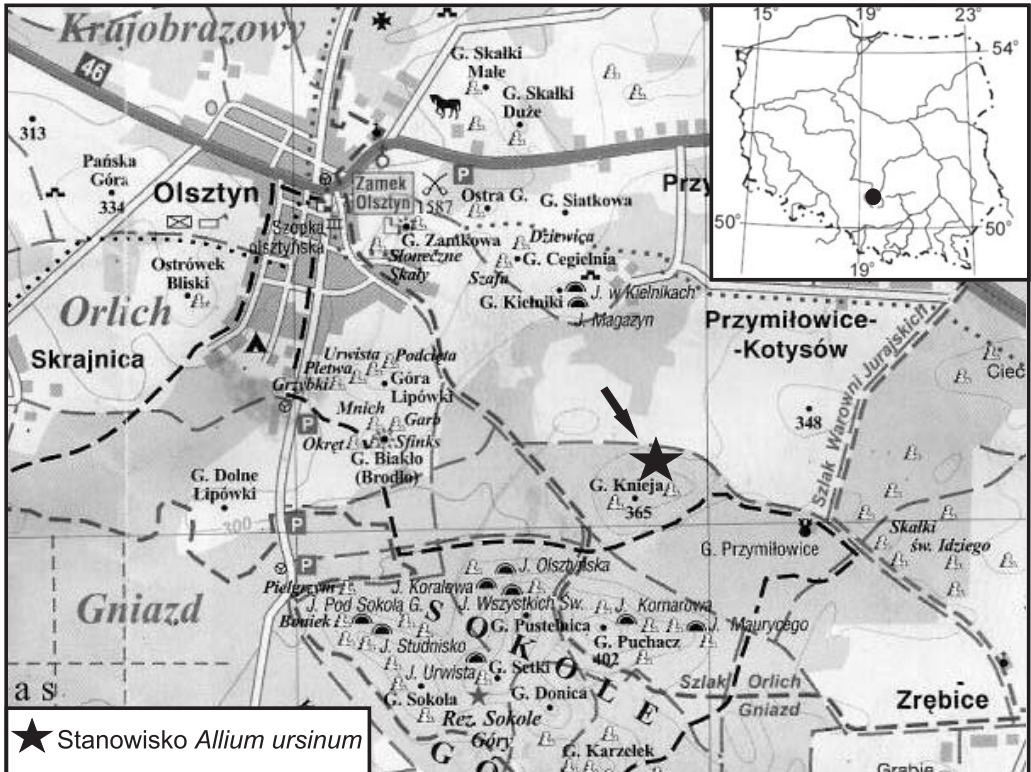 Krajobrazowy
46
313
Pańska
Góra
334
Olsztyn
Zamek
Olsztyn
1587
Szopka
olsztyńska
G. Skałki
Małe
G. Skałki
Duże
P
Ostra G.
G. Siatkowa
Przy
G. Zamkowa
Słoneczne
Skały
Dziewica
G. Cegielnia
Szafa
G. Kielniki
J. w Kielnikach
J. Magazyn
Ostrówek
Bliski
Orlich
Skrajnica
Przymiłowice-
-Kotysów
Urwista
Podcięta
Pletwa
Grzybki
Góra
Lipówki
Mnich
Garb
Okręt
Sfinks
G. Biakło
(Brodło)
P
G. Dolne
Lipówki
300
P
P
348
Szlak Warowni Jurajskich
Cieć
G. Knieja
365
G. Przymiłowice
Skałki
św. Idziego
Gniazd
Pielgrzym
J. Olsztyńska
J. Koralowa
J. Pod Sokolą G.
J. Wszystkich Św.
Boniek
G. Pustelnica
J. Komarowa
J. Maurycego
J. Studnisko
G. Puchacz
402
J. Urwista
G. Setki
G. Sokola
G. Donica
Rez. Sokole
Góry
G. Karzełek
SOKOLE
GÓ
Szlak Orlich
Gniazd
Zrębice
Grabie
a s
15°
19°
23°
54°
50°
50°
19°
Stanowisko Allium ursinum